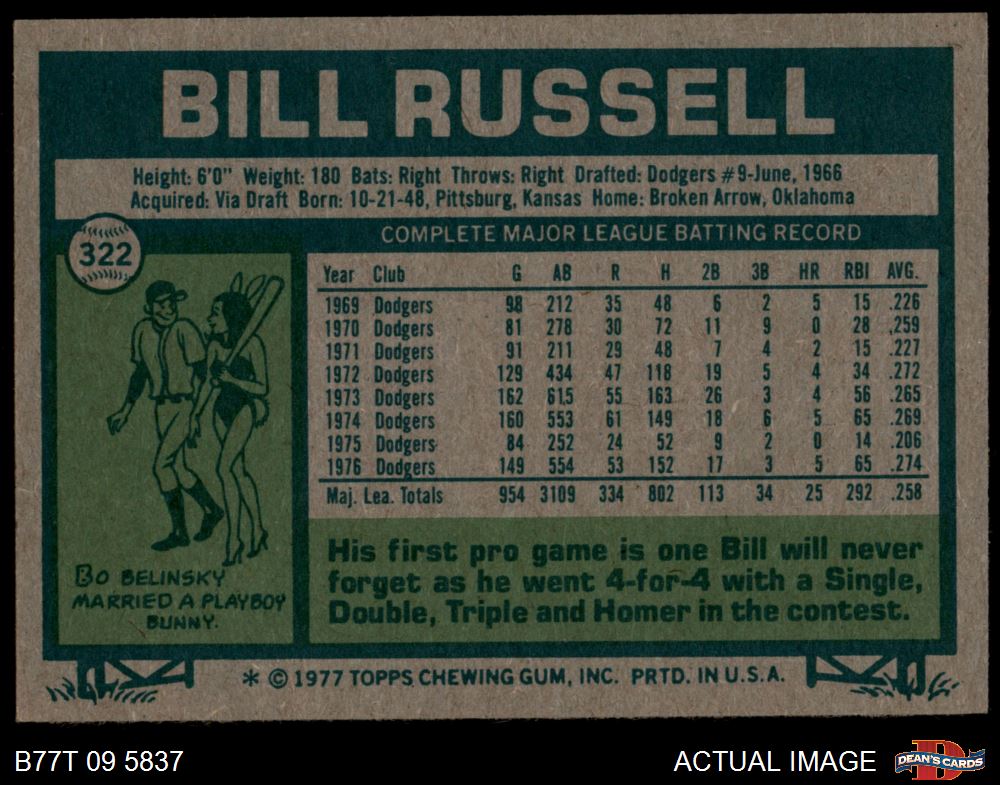 BILL RUSSELL
Height: 6'0" Weight: 180 Bats: Right Throws: Right Drafted: Dodgers #9-June, 1966
Acquired: Via Draft Born: 10-21-48, Pittsburg, Kansas Home: Broken Arrow, Oklahoma
322
COMPLETE MAJOR LEAGUE BATTING RECORD
Year Club G AB R H 2B 3B HR RBI AVG.
1969 Dodgers 98 212 35 48 6 2 5 15 .226
1970 Dodgers 81 278 30 72 11 9 0 28 .259
1971 Dodgers 91 211 29 48 7 4 2 15 .227
1972 Dodgers 129 434 47 118 19 5 4 34 .272
1973 Dodgers 162 615 55 163 26 3 4 56 .265
1974 Dodgers 160 553 61 149 18 6 5 65 .269
1975 Dodgers 84 252 24 52 9 2 0 14 .206
1976 Dodgers 149 554 53 152 17 3 5 65 .274
Maj. Lea. Totals 954 3109 334 802 113 34 25 292 .258
BO BELINSKY
MARRIED A PLAYBOY
BUNNY.
His first pro game is one Bill will never
forget as he went 4-for-4 with a Single,
Double, Triple and Homer in the contest.
* © 1977 TOPPS CHEWING GUM, INC. PRTD. IN U.S.A.
B77T 09 5837
ACTUAL IMAGE
DEAN'S CARDS